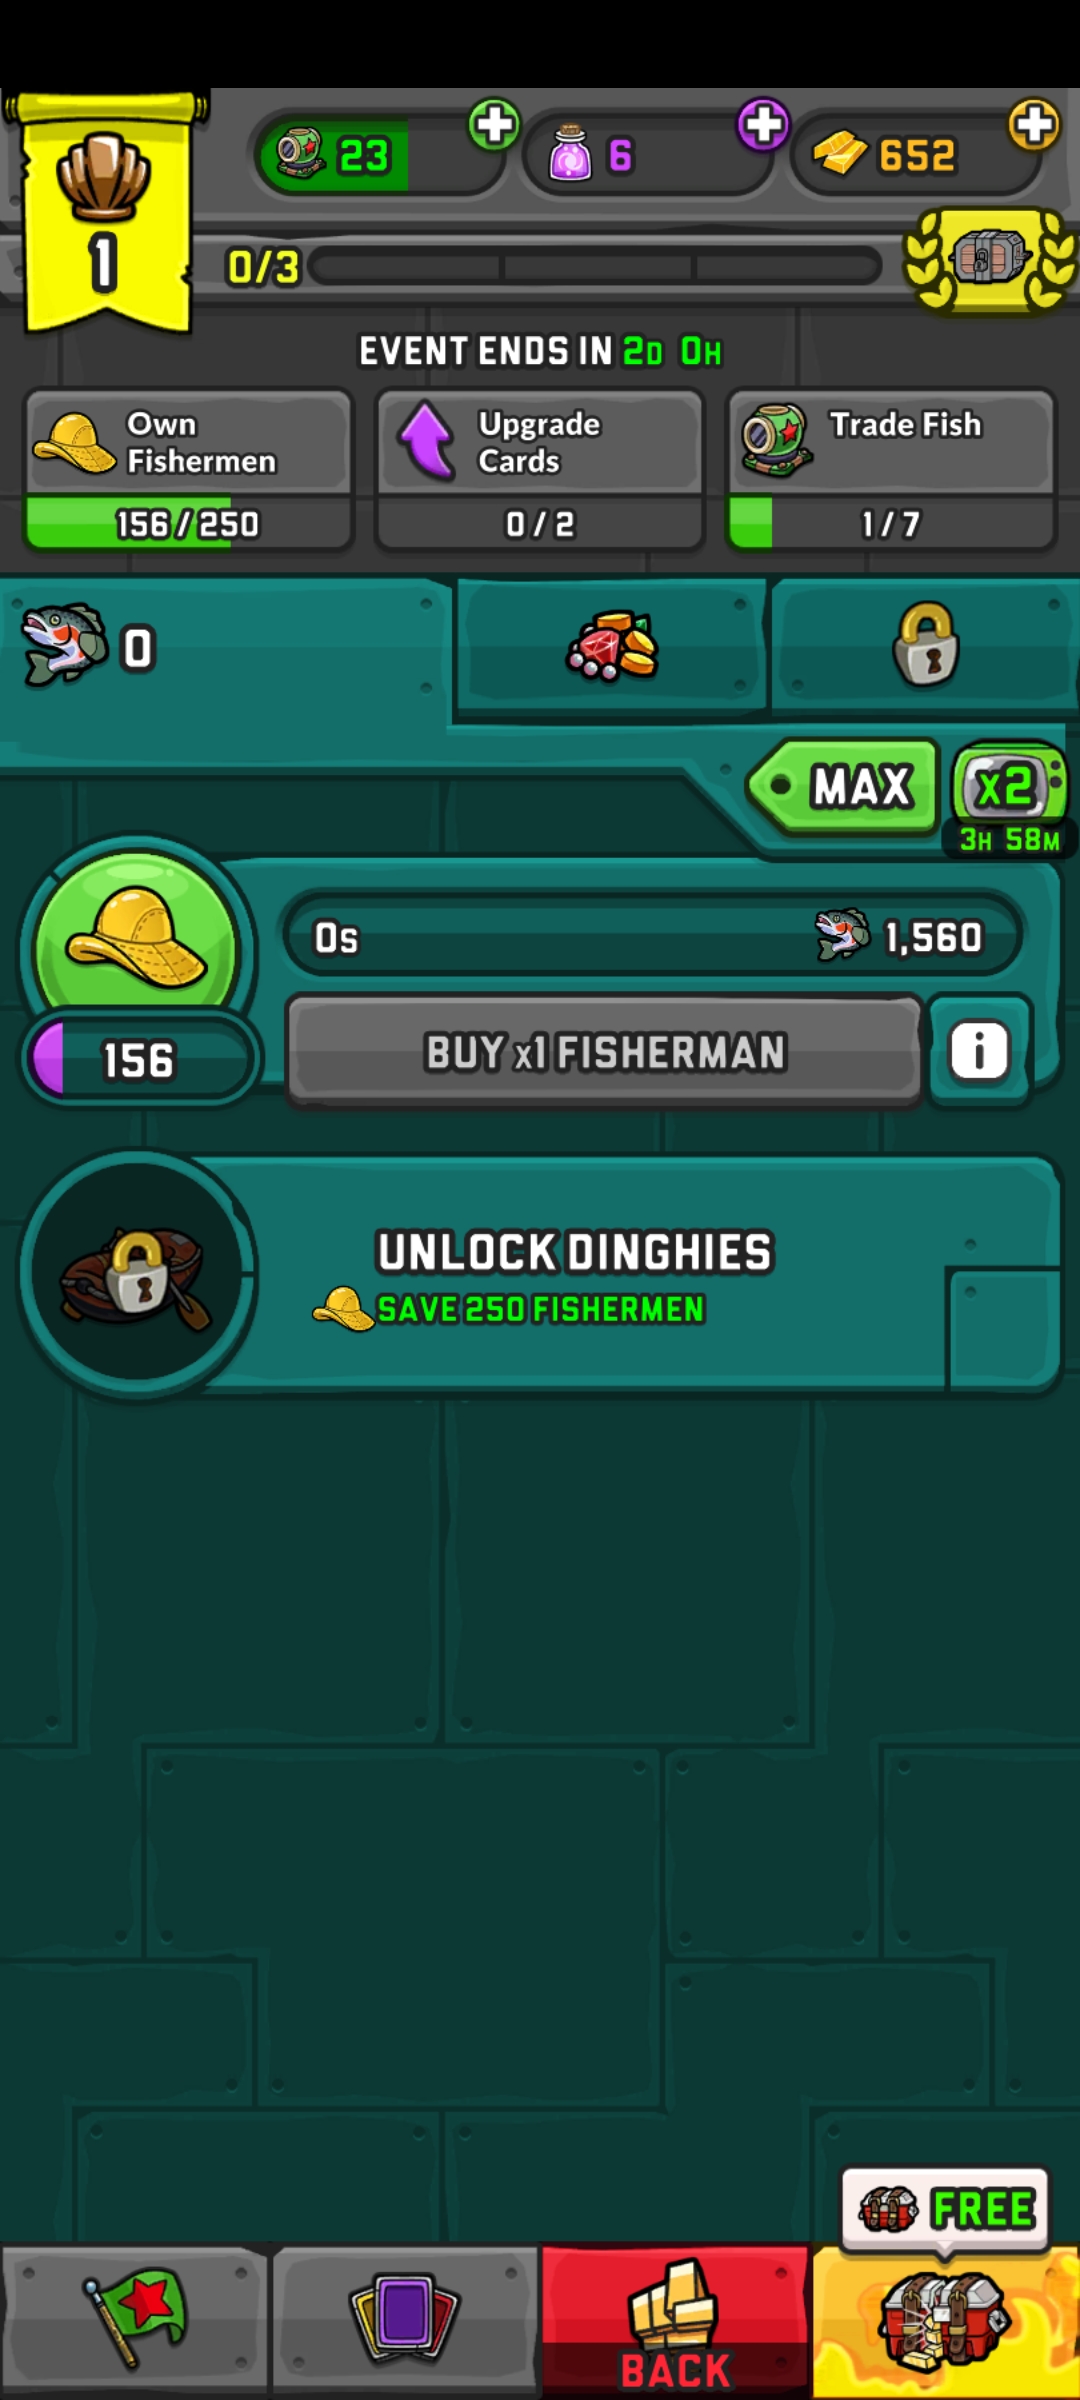 23
6
652
1
0/3
EVENT ENDS IN 2D 0H
Own
Fishermen
156/250
Upgrade
Cards
0/2
Trade Fish
1/7
0
MAX
x2
3H 58M
0s
1,560
156
BUY x1 FISHERMAN
i
UNLOCK DINGHIES
SAVE 250 FISHERMEN
FREE
BACK